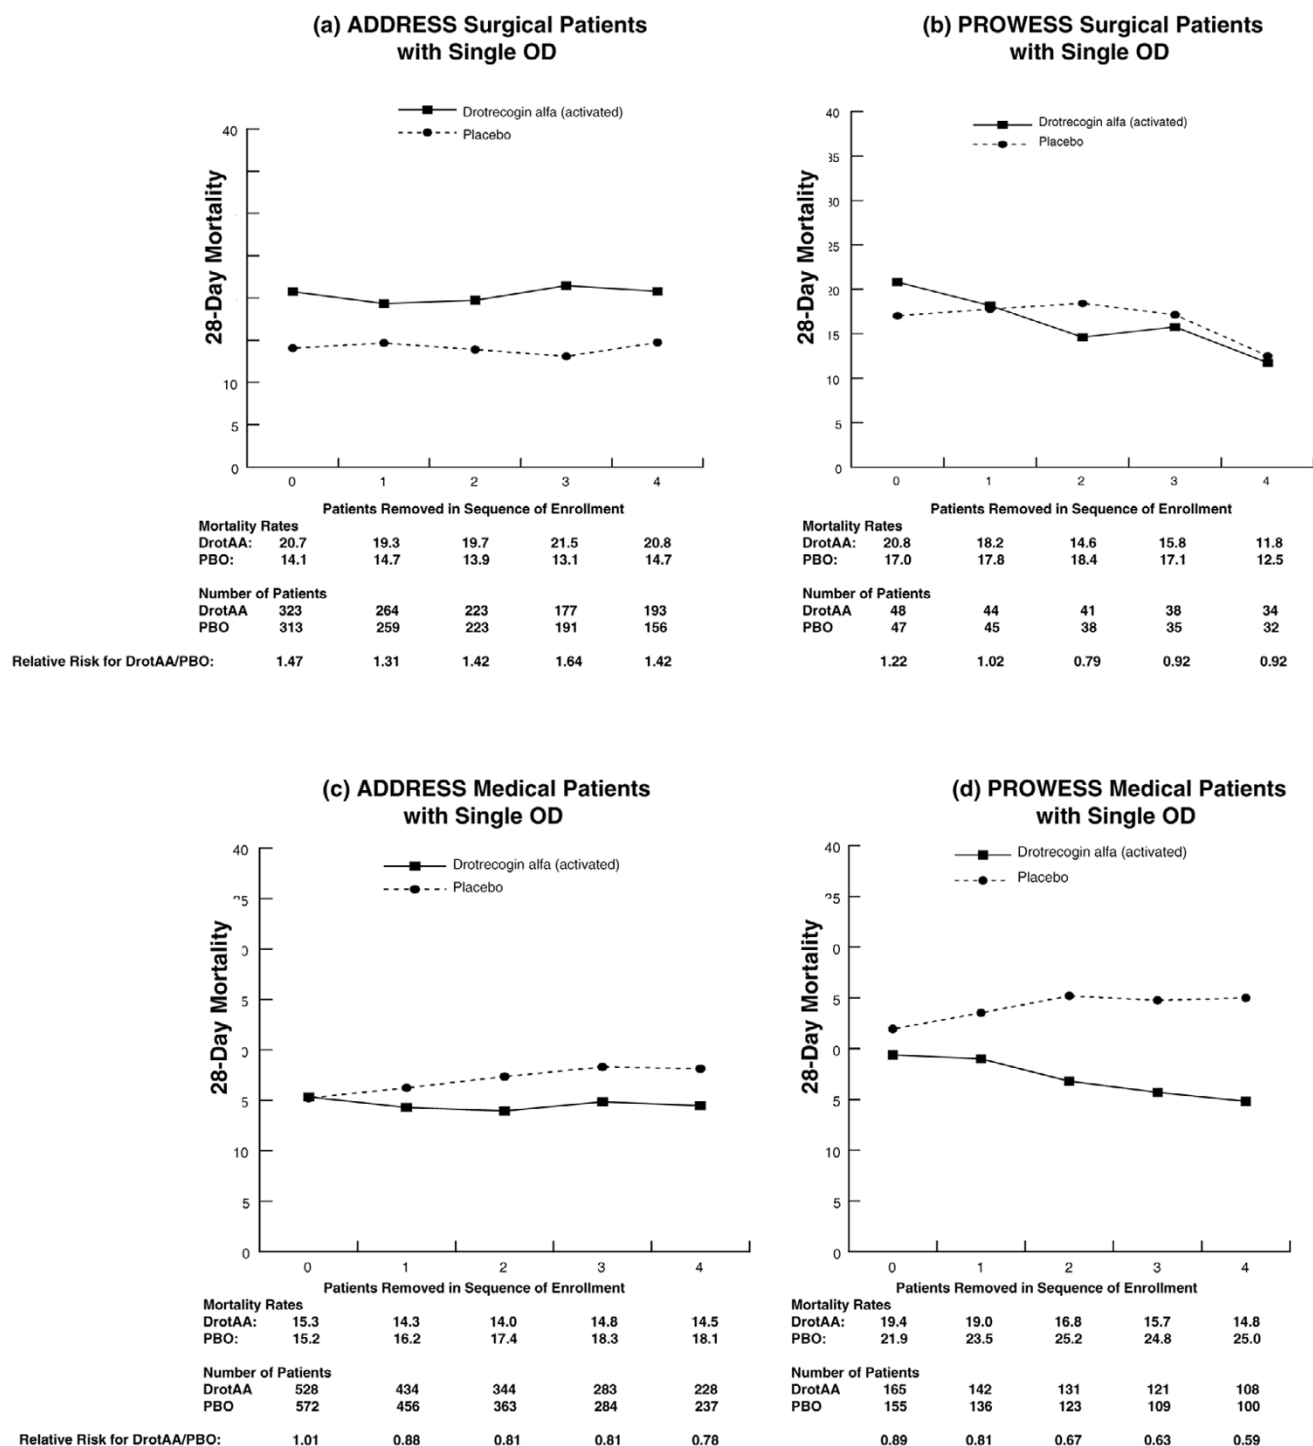 (a) ADDRESS Surgical Patients
with Single OD
Drotrecogin alfa (activated)
Placebo
40
10
5
0
28-Day Mortality
0 1 2 3 4
Patients Removed in Sequence of Enrollment
Mortality Rates
DrotAA: 20.7 19.3 19.7 21.5 20.8
PBO: 14.1 14.7 13.9 13.1 14.7
Number of Patients
DrotAA 323 264 223 177 193
PBO 313 259 223 191 156
Relative Risk for DrotAA/PBO: 1.47 1.31 1.42 1.64 1.42
(b) PROWESS Surgical Patients
with Single OD
Drotrecogin alfa (activated)
Placebo
40
35
30
25
20
15
10
5
0
28-Day Mortality
0 1 2 3 4
Patients Removed in Sequence of Enrollment
Mortality Rates
DrotAA: 20.8 18.2 14.6 15.8 11.8
PBO: 17.0 17.8 18.4 17.1 12.5
Number of Patients
DrotAA 48 44 41 38 34
PBO 47 45 38 35 32
1.22 1.02 0.79 0.92 0.92
(c) ADDRESS Medical Patients
with Single OD
Drotrecogin alfa (activated)
Placebo
40
5
0
5
0
5
10
5
0
28-Day Mortality
0 1 2 3 4
Patients Removed in Sequence of Enrollment
Mortality Rates
DrotAA: 15.3 14.3 14.0 14.8 14.5
PBO: 15.2 16.2 17.4 18.3 18.1
Number of Patients
DrotAA 528 434 344 283 228
PBO 572 456 363 284 237
Relative Risk for DrotAA/PBO: 1.01 0.88 0.81 0.81 0.78
(d) PROWESS Medical Patients
with Single OD
Drotrecogin alfa (activated)
Placebo
40
5
0
5
0
5
10
5
0
28-Day Mortality
0 1 2 3 4
Patients Removed in Sequence of Enrollment
Mortality Rates
DrotAA: 19.4 19.0 16.8 15.7 14.8
PBO: 21.9 23.5 25.2 24.8 25.0
Number of Patients
DrotAA 165 142 131 121 108
PBO 155 136 123 109 100
0.89 0.81 0.67 0.63 0.59